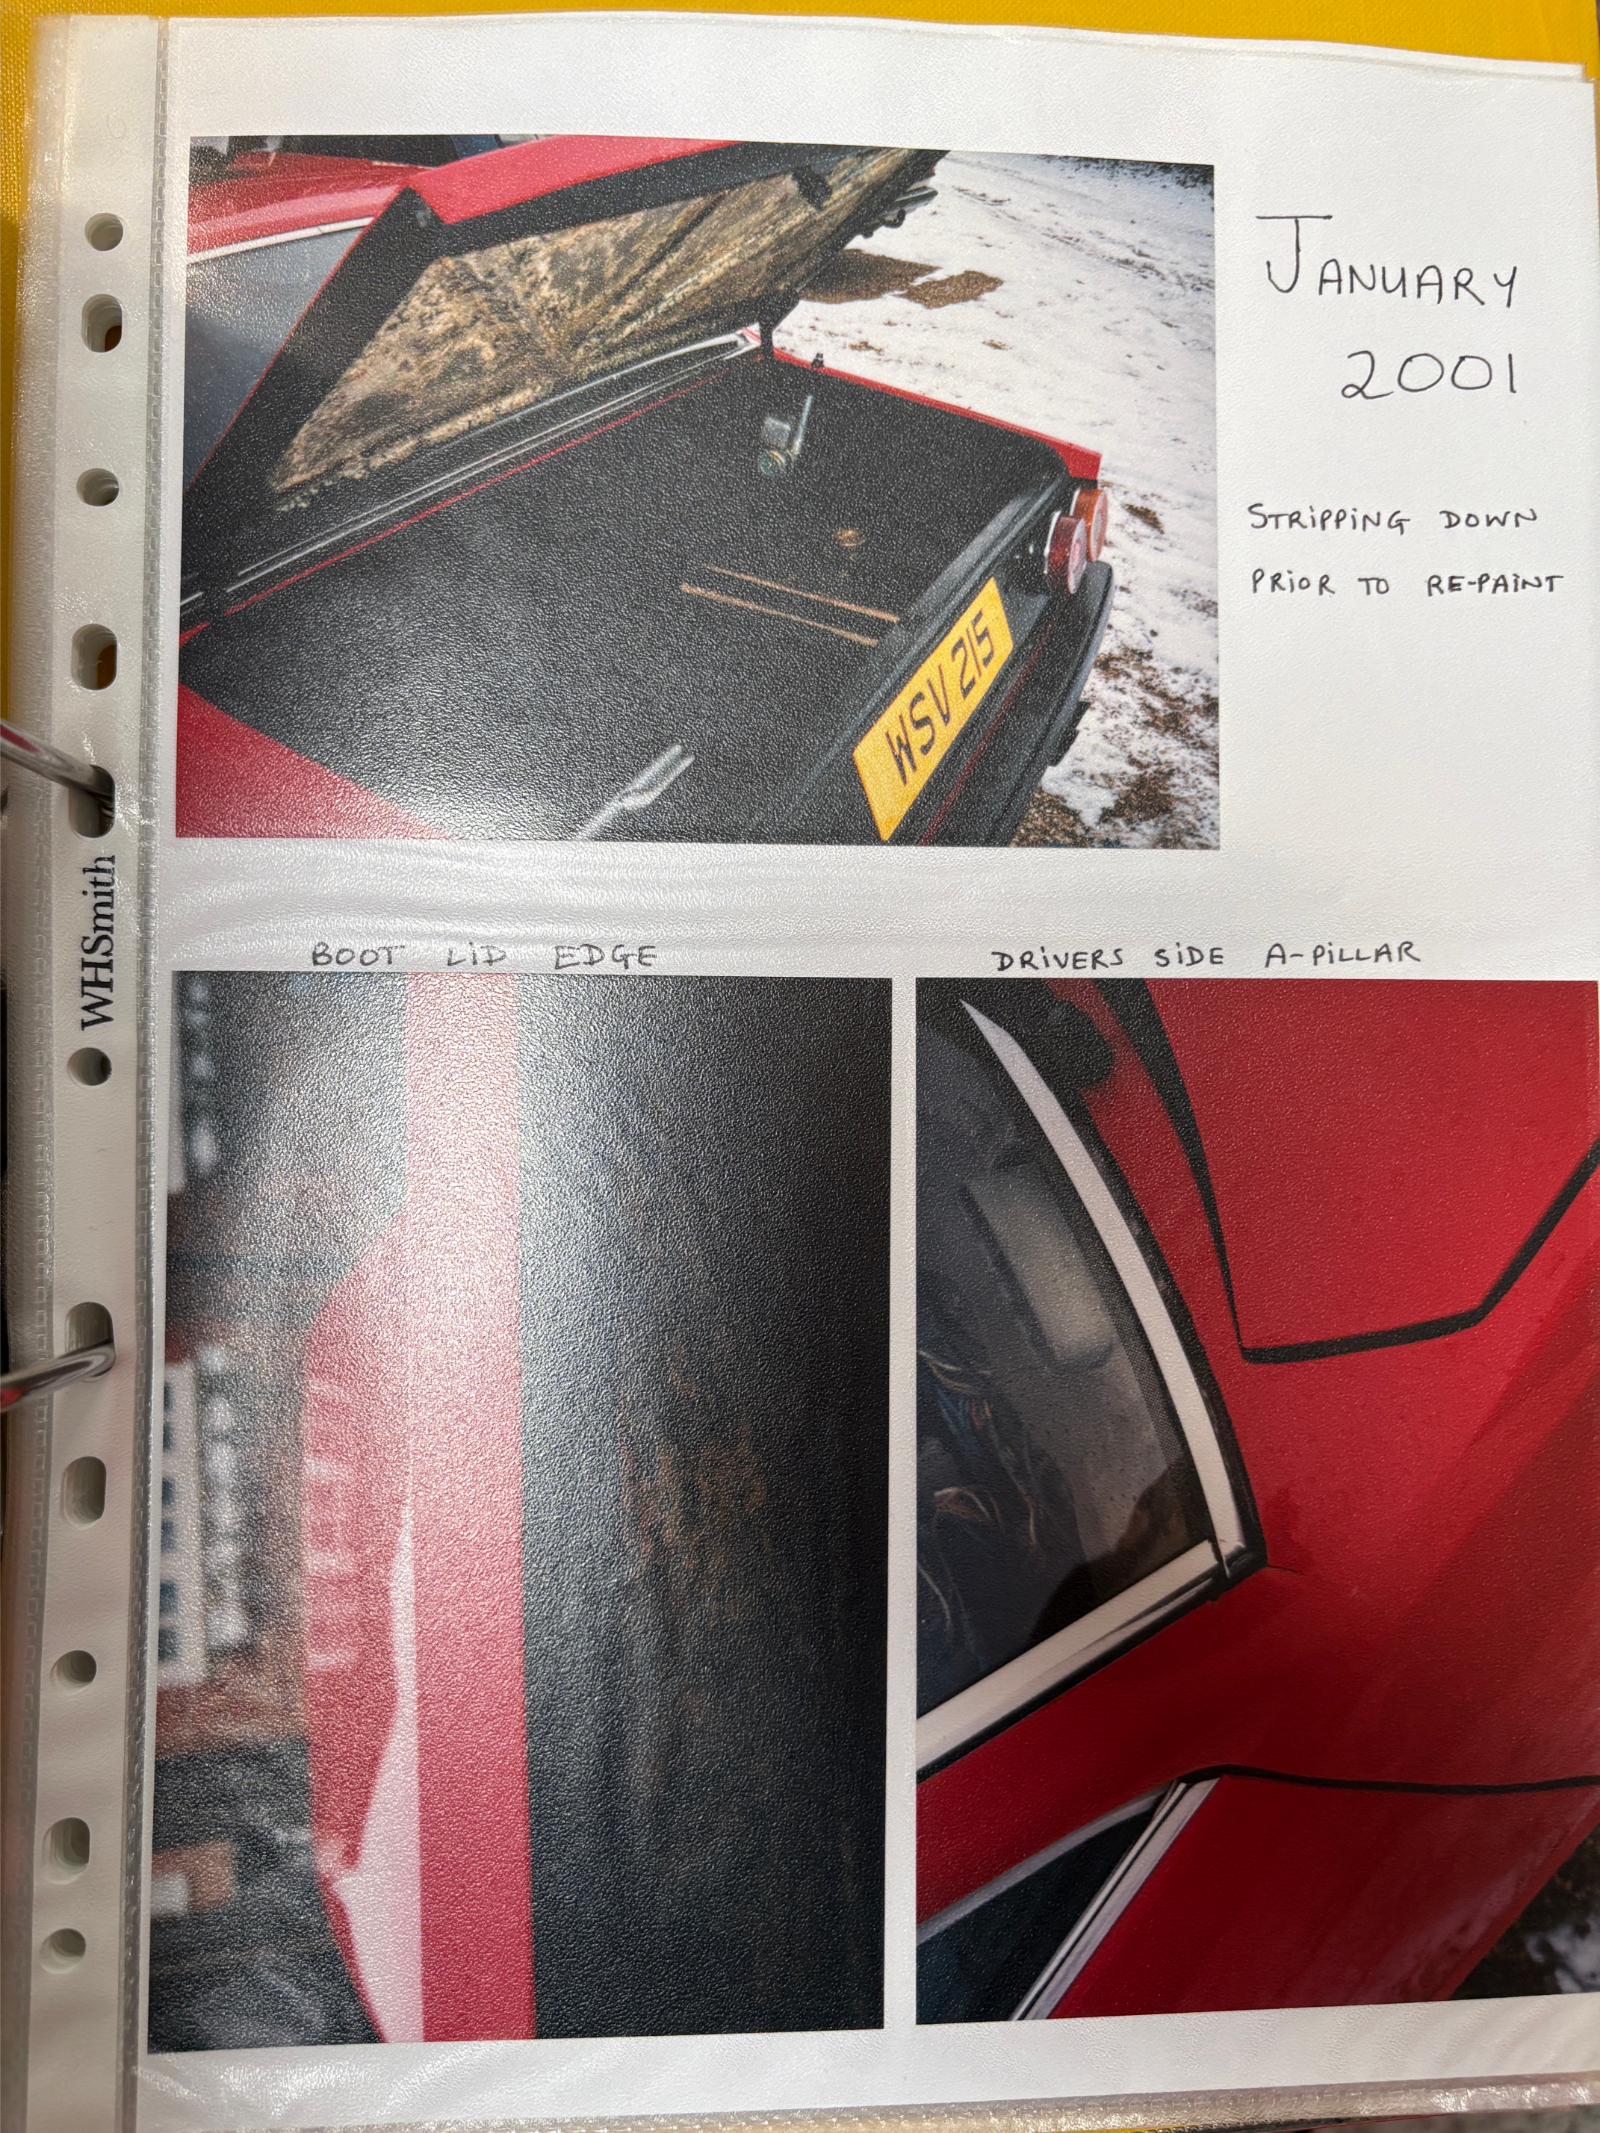 JANUARY
2001
STRIPPING DOWN
PRIOR TO RE-PAINT
WSV 215
WHSmith
BOOT LID EDGE
DRIVERS SIDE A-PILLAR